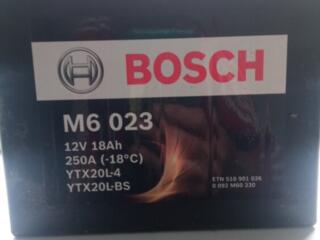 BOSCH
M6 023
12V 18Ah
250A (-18°C)
YTX20L-4
YTX20L-BS
ETN 518 901 026
0 092 M60 230